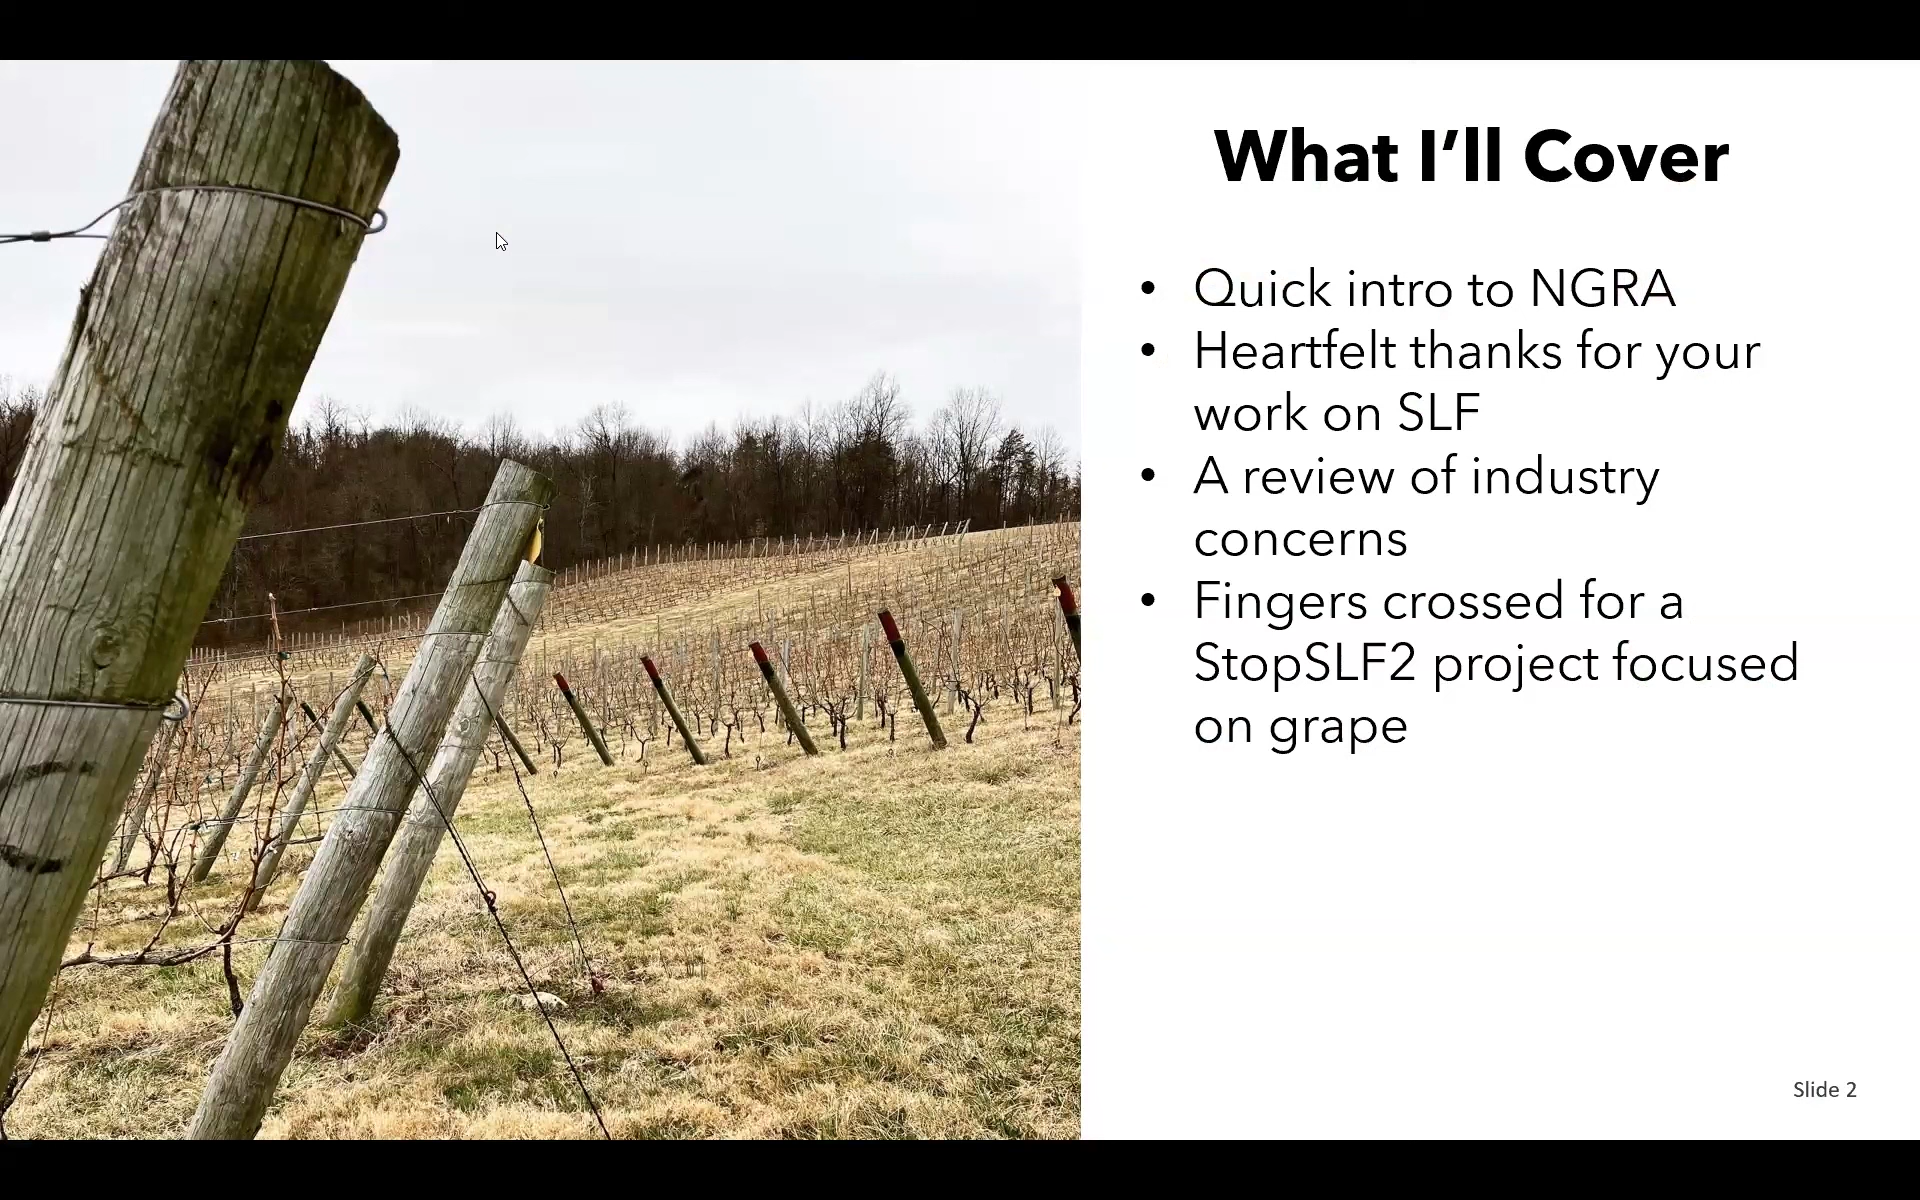 What I’ll Cover
• Quick intro to NGRA
• Heartfelt thanks for your
work on SLF
• A review of industry
concerns
• Fingers crossed for a
StopSLF2 project focused
on grape
Slide 2